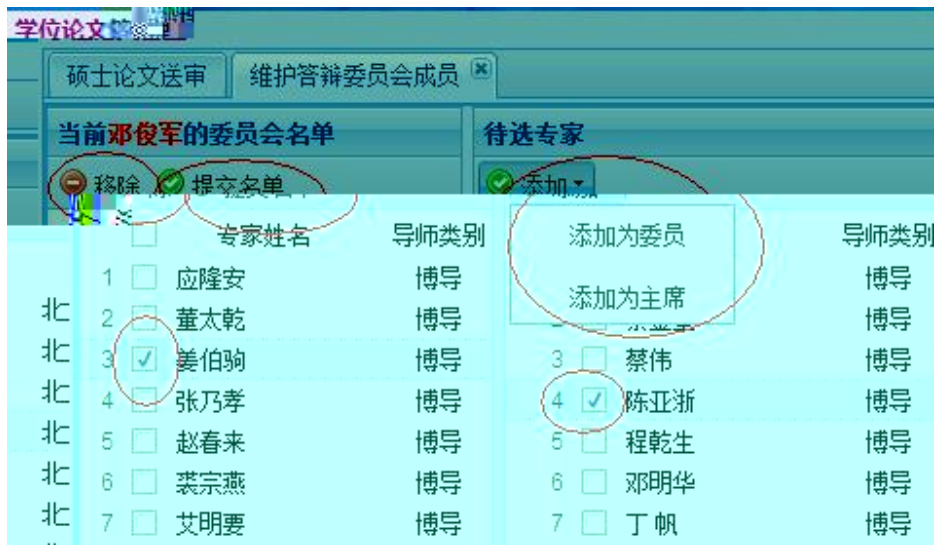 学位论文
硕士论文送审 维护答辩委员会成员
当前邓俊军的委员会名单 待选专家
移除 提交名单 添加
专家姓名 导师类别 添加为委员 导师类别
1 应隆安 博导 博导
添加为主席
北 2 董太乾 博导 博导
北 3 姜伯驹 博导 3 蔡伟 博导
北 4 张乃孝 博导 4 陈亚浙 博导
北 5 赵春来 博导 5 程乾生 博导
北 6 裘宗燕 博导 6 邓明华 博导
北 7 艾明要 博导 7 丁帆 博导